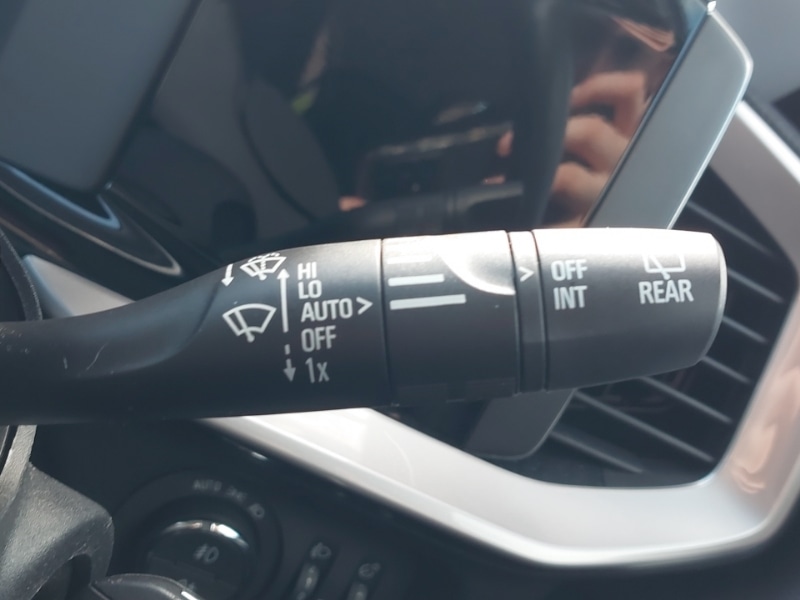 HI
LO
AUTO >
OFF
1x
> OFF
INT
REAR